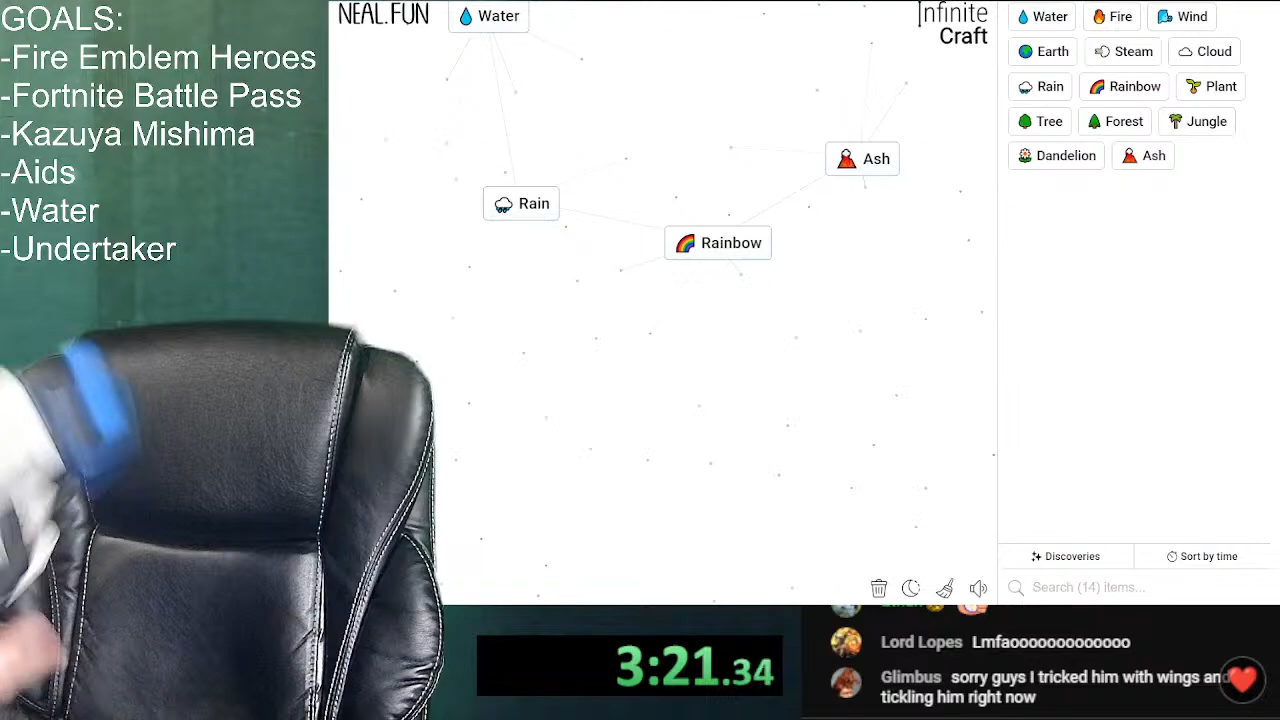 GOALS:
-Fire Emblem Heroes
-Fortnite Battle Pass
-Kazuya Mishima
-Aids
-Water
-Undertaker
NEAL.FUN
Water
Rain
Rainbow
Ash
Infinite
Craft
Water Fire Wind
Earth Steam Cloud
Rain Rainbow Plant
Tree Forest Jungle
Dandelion Ash
Discoveries Sort by time
Search (14) items...
3:21.34
Lord Lopes Lmfaooooooooooooo
Glimbus sorry guys I tricked him with wings and
tickling him right now